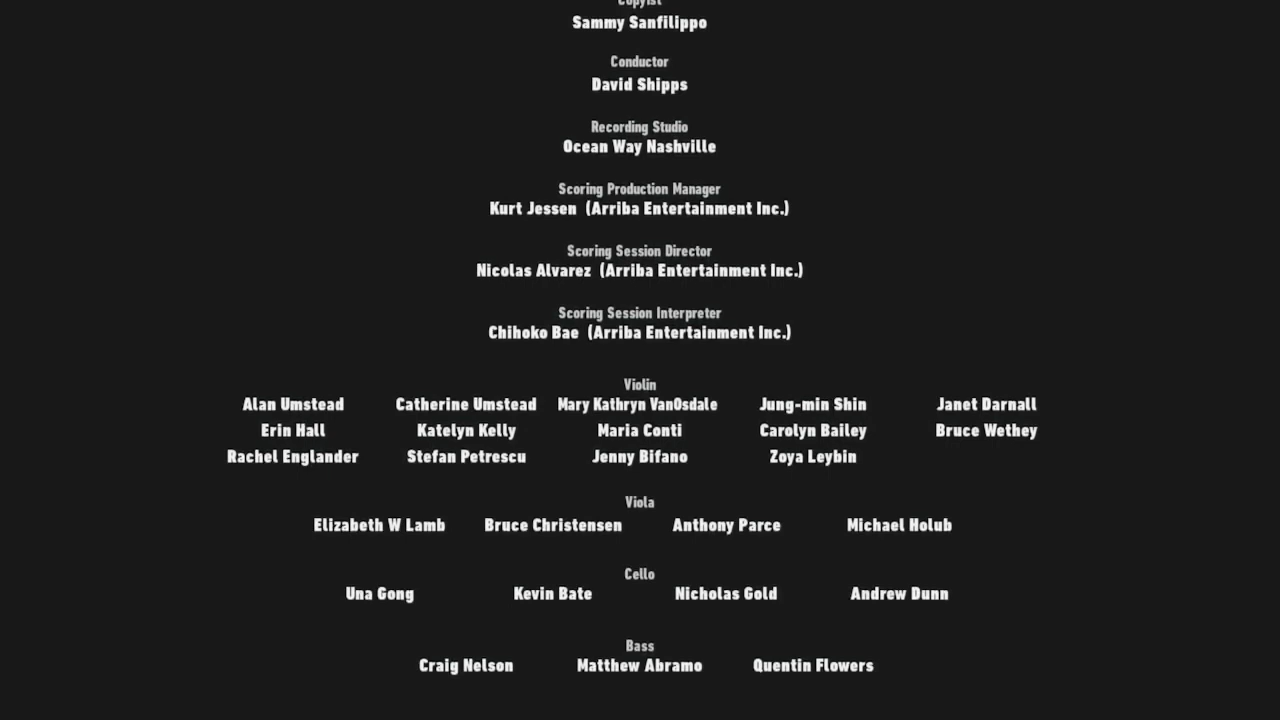 Copyist
Sammy Sanfilippo
Conductor
David Shipps
Recording Studio
Ocean Way Nashville
Scoring Production Manager
Kurt Jessen (Arriba Entertainment Inc.)
Scoring Session Director
Nicolas Alvarez (Arriba Entertainment Inc.)
Scoring Session Interpreter
Chihoko Bae (Arriba Entertainment Inc.)
Violin
Alan Umstead Catherine Umstead Mary Kathryn VanOsdale Jung-min Shin Janet Darnall
Erin Hall Katelyn Kelly Maria Conti Carolyn Bailey Bruce Wethey
Rachel Englander Stefan Petrescu Jenny Bifano Zoya Leybin
Viola
Elizabeth W Lamb Bruce Christensen Anthony Parce Michael Holub
Cello
Una Gong Kevin Bate Nicholas Gold Andrew Dunn
Bass
Craig Nelson Matthew Abramo Quentin Flowers